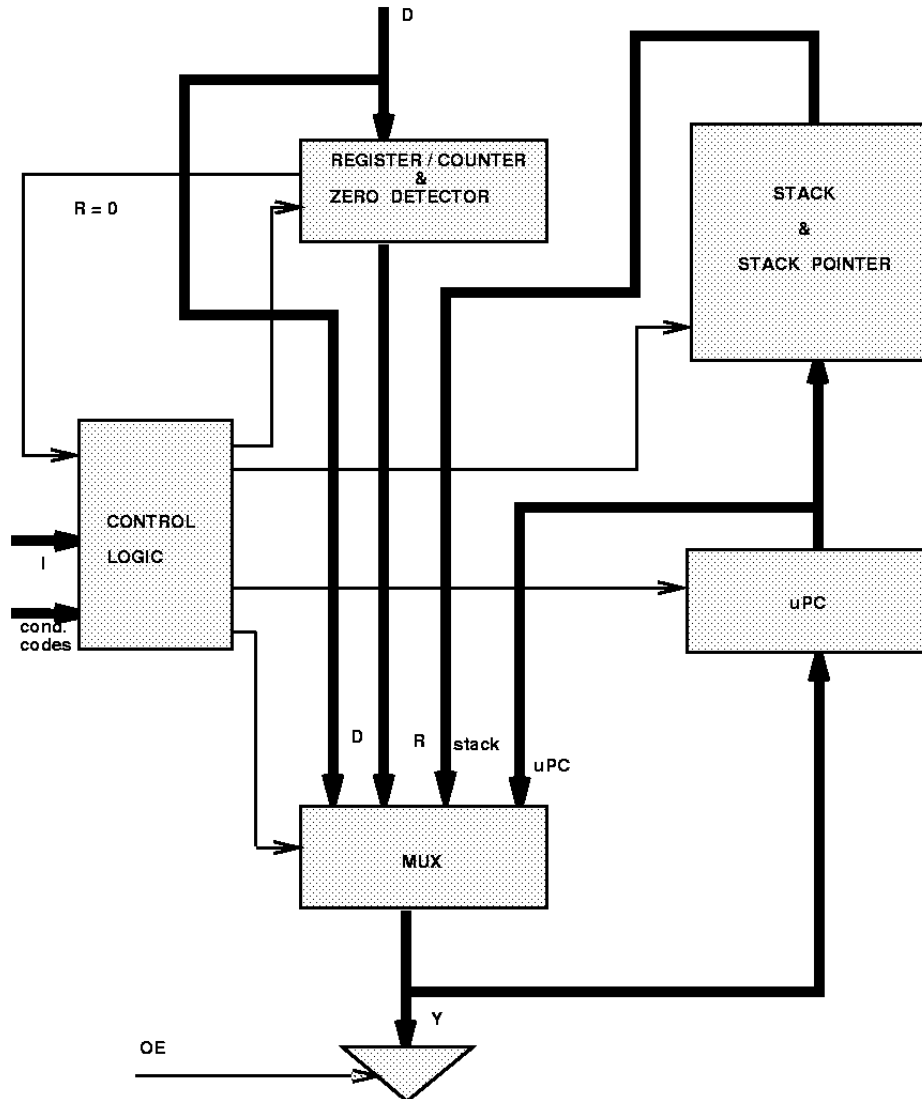 D
REGISTER / COUNTER
&
ZERO DETECTOR
R = 0
STACK
&
STACK POINTER
CONTROL
LOGIC
I
cond.
codes
uPC
D
R
stack
uPC
MUX
Y
OE